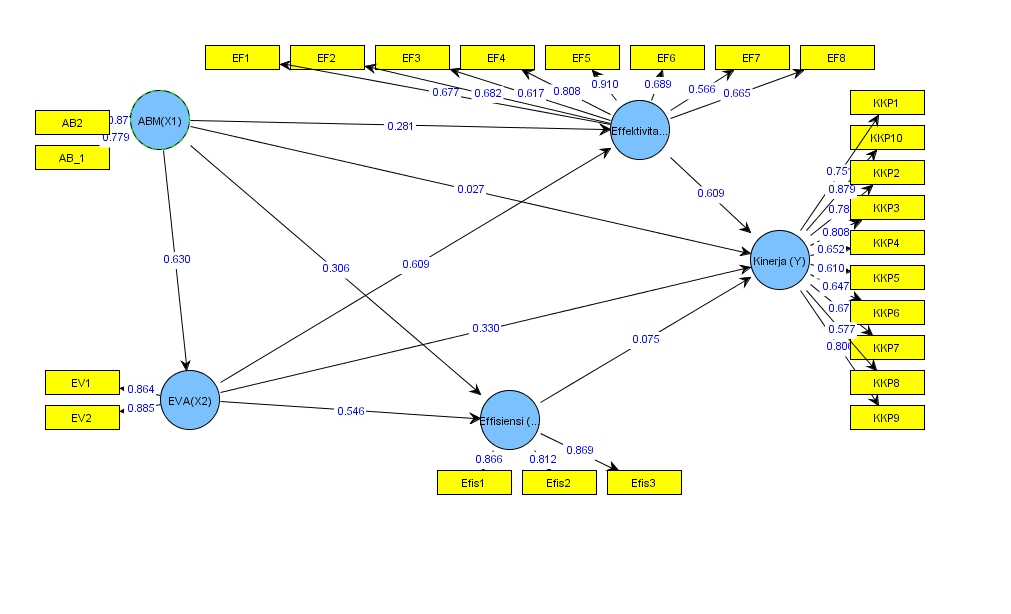 EF1 EF2 EF3 EF4 EF5 EF6 EF7 EF8
0.677 0.682 0.617 0.808 0.910 0.689 0.566 0.665
AB2
AB_1
0.779
ABM(X1)
0.281
Effektivita...
0.027
0.609
0.630
0.306
0.609
0.330
0.075
0.546
Kinerja (Y)
KKP1
KKP10
KKP2
KKP3
KKP4
KKP5
KKP6
KKP7
KKP8
KKP9
0.879
0.808
0.652
0.610
0.647
0.577
EV1
EV2
0.864
0.885
EVA(X2)
Effisiensi (...
0.866 0.812 0.869
Efis1 Efis2 Efis3